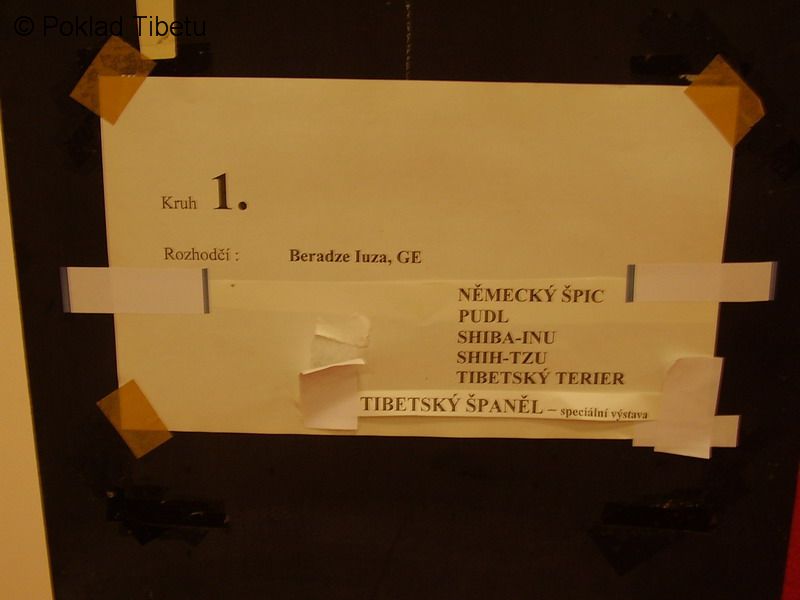 © Poklad Tibetu
Kruh 1.
Rozhodčí : Beradze Iuza, GE
NĚMECKÝ ŠPIC
PUDL
SHIBA-INU
SHIH-TZU
TIBETSKÝ TERIER
TIBETSKÝ ŠPANĚL – speciální výstava